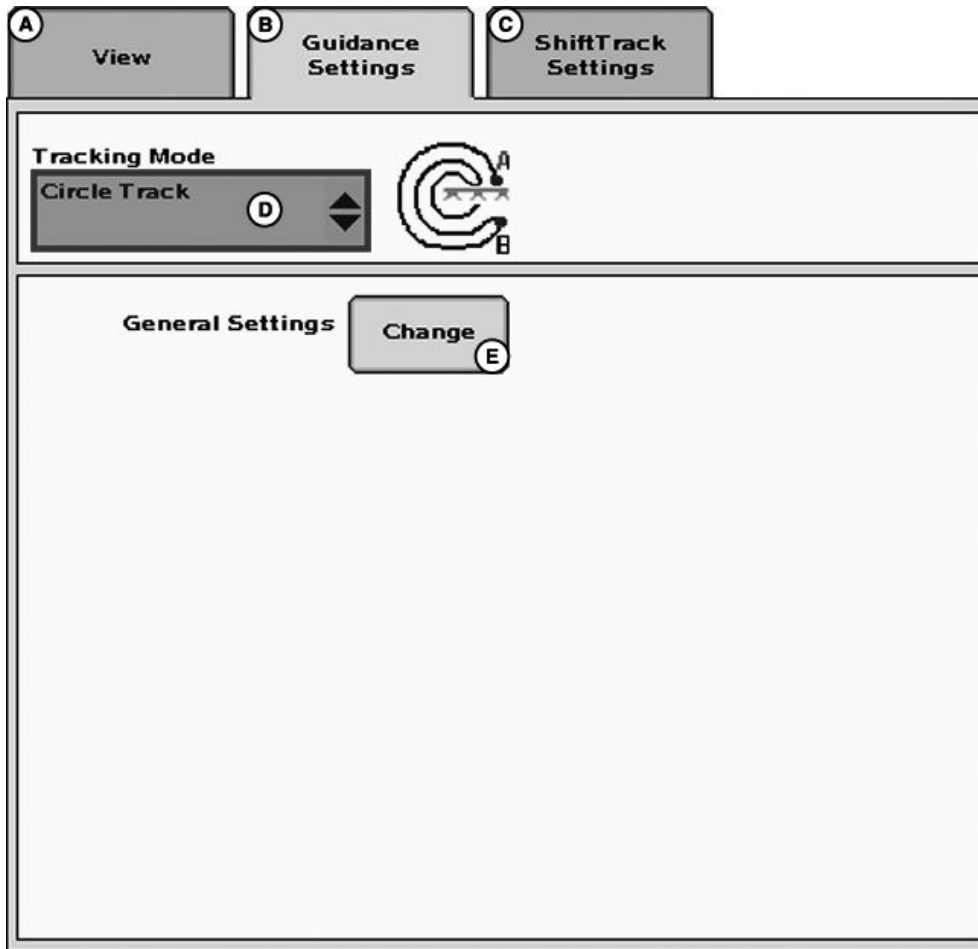 A
View
B
Guidance
Settings
C
ShiftTrack
Settings
Tracking Mode
Circle Track
D
A
B
General Settings
Change
E